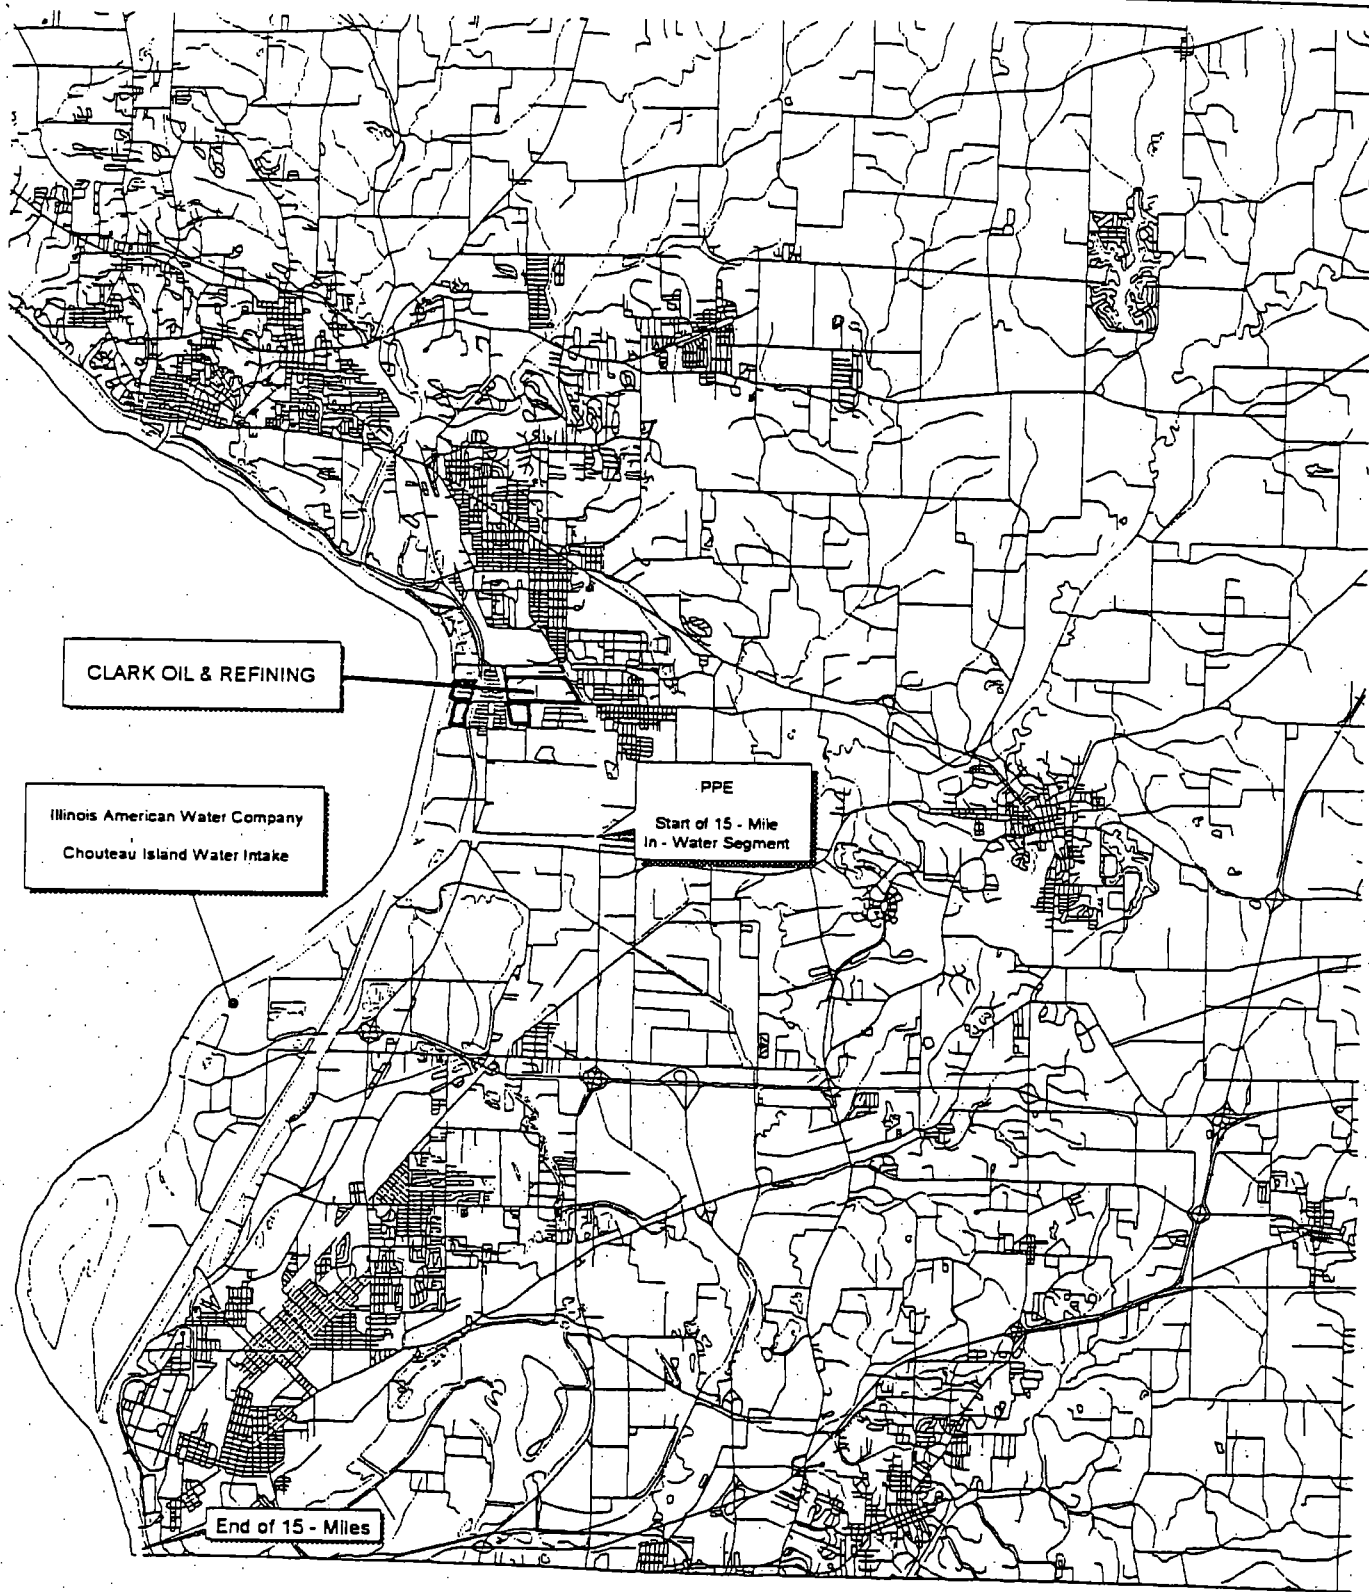 CLARK OIL & REFINING
PPE
Start of 15 - Mile
In - Water Segment
Illinois American Water Company
Chouteau Island Water Intake
End of 15 - Miles